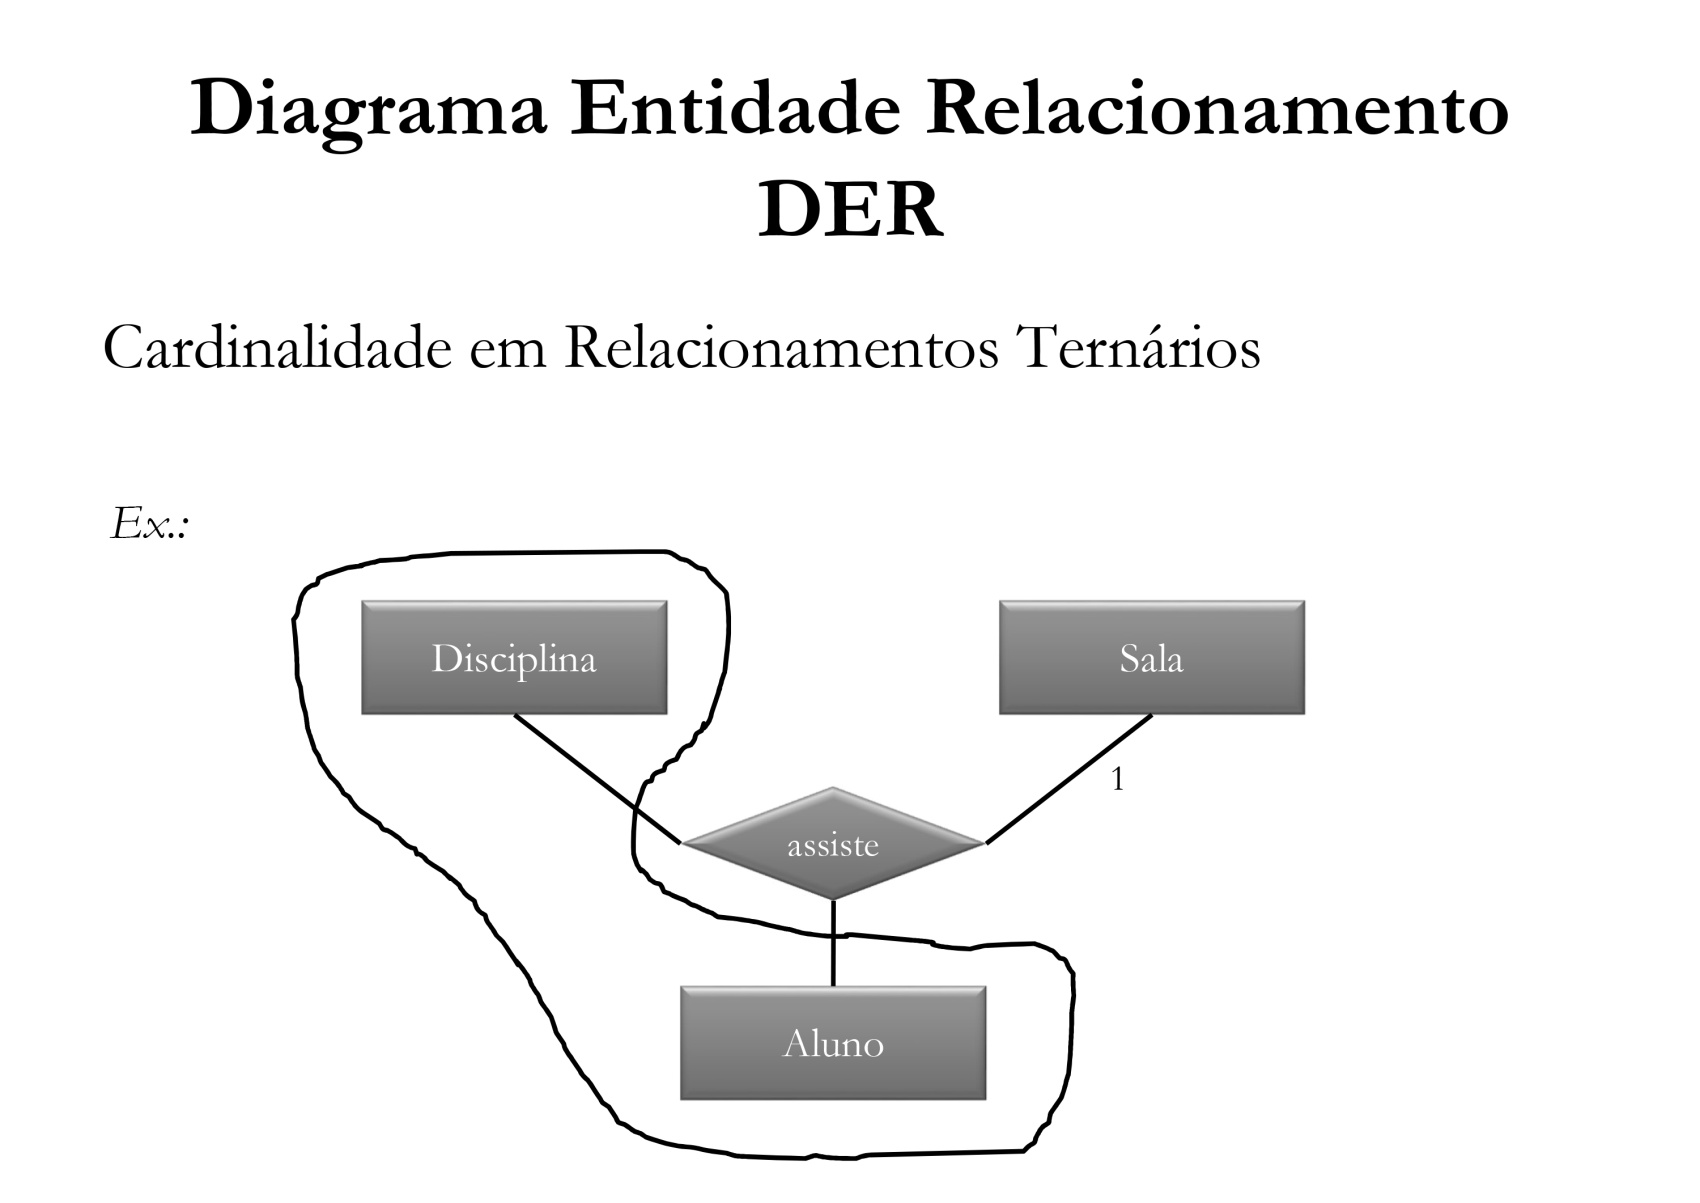 Diagrama Entidade Relacionamento
DER
Cardinalidade em Relacionamentos Ternários
Ex.:
Disciplina
Sala
1
assiste
Aluno